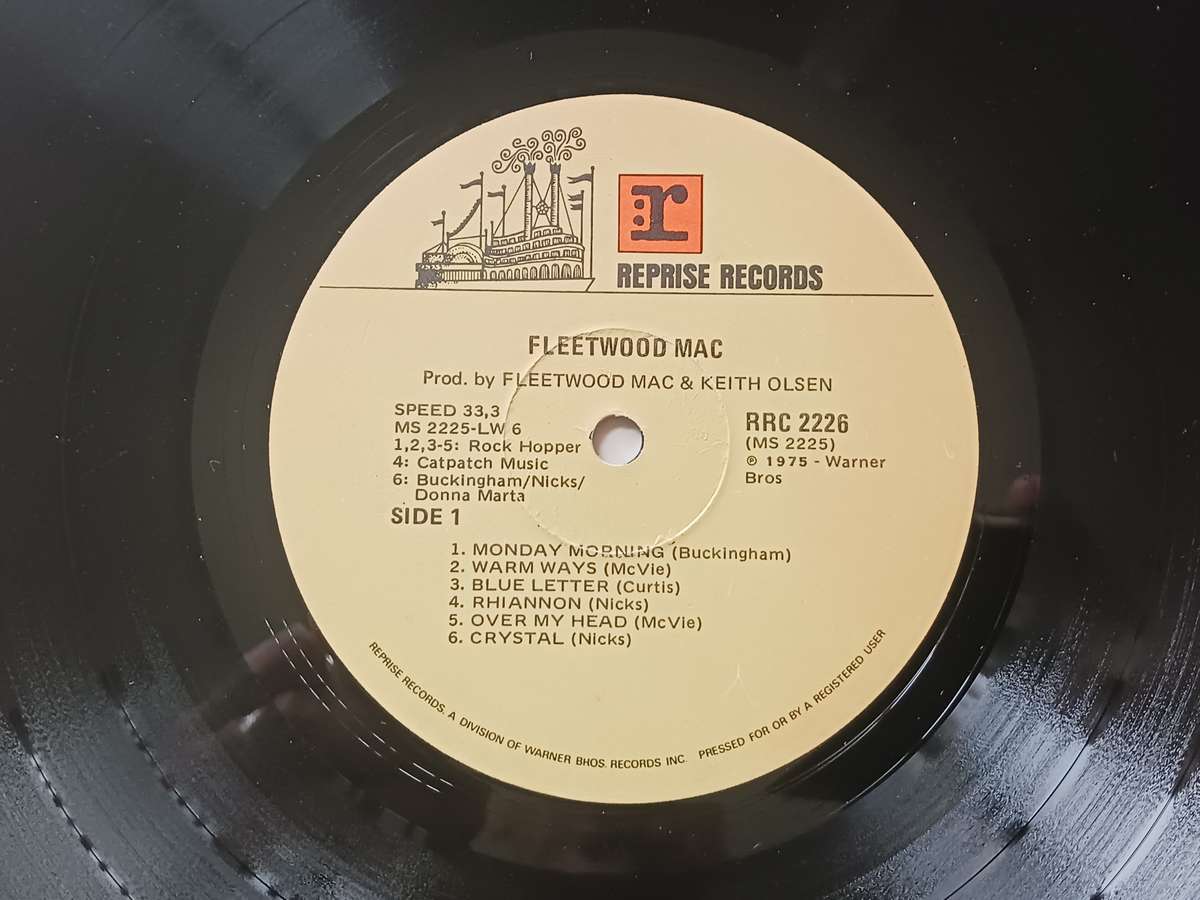 r
REPRISE RECORDS
FLEETWOOD MAC
Prod. by FLEETWOOD MAC & KEITH OLSEN
SPEED 33,3
MS 2225-LW 6
1,2,3-5: Rock Hopper
4: Catpatch Music
6: Buckingham/Nicks/
Donna Marta
SIDE 1
RRC 2226
(MS 2225)
℗ 1975 - Warner
Bros
1. MONDAY MORNING (Buckingham)
2. WARM WAYS (McVie)
3. BLUE LETTER (Curtis)
4. RHIANNON (Nicks)
5. OVER MY HEAD (McVie)
6. CRYSTAL (Nicks)
REPRISE RECORDS, A DIVISION OF WARNER BHOS. RECORDS INC. PRESSED FOR OR BY A REGISTERED USER